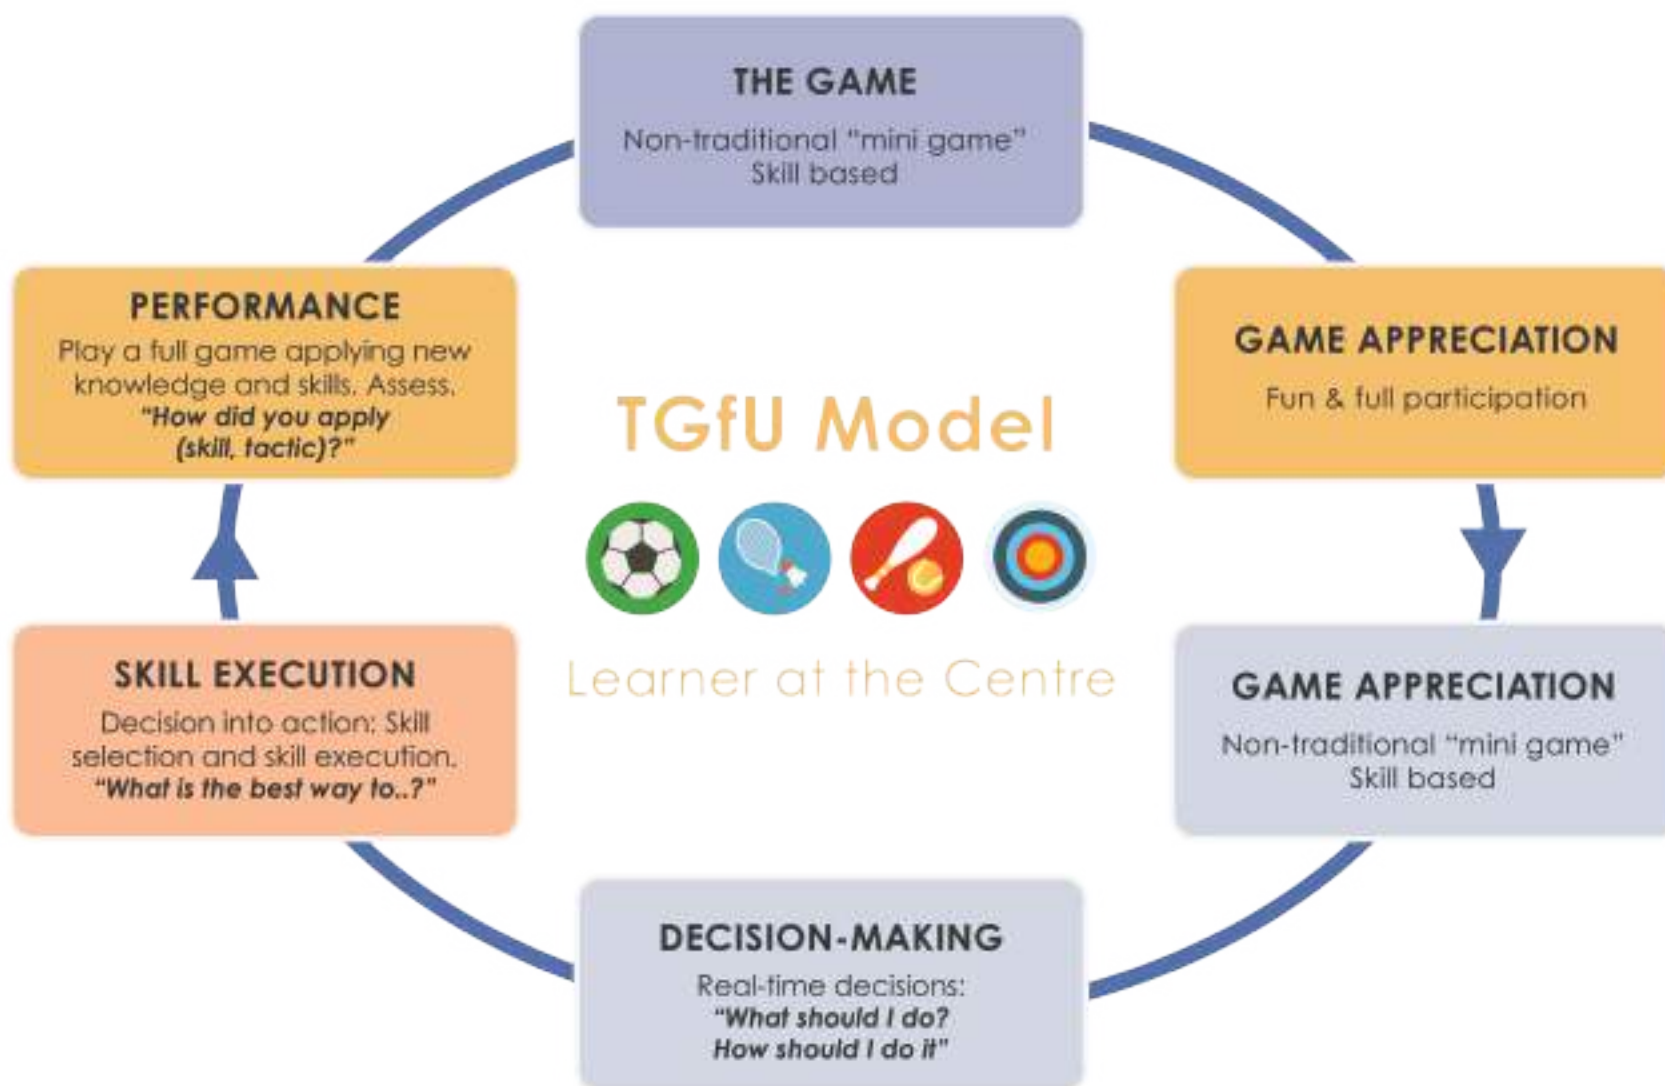 THE GAME
Non-traditional “mini game”
Skill based
GAME APPRECIATION
Fun & full participation
GAME APPRECIATION
Non-traditional “mini game”
Skill based
DECISION-MAKING
Real-time decisions:
“What should I do?
How should I do it”
SKILL EXECUTION
Decision into action: Skill
selection and skill execution.
“What is the best way to..?”
PERFORMANCE
Play a full game applying new
knowledge and skills. Assess.
“How did you apply
(skill, tactic)?”
TGfU Model
Learner at the Centre